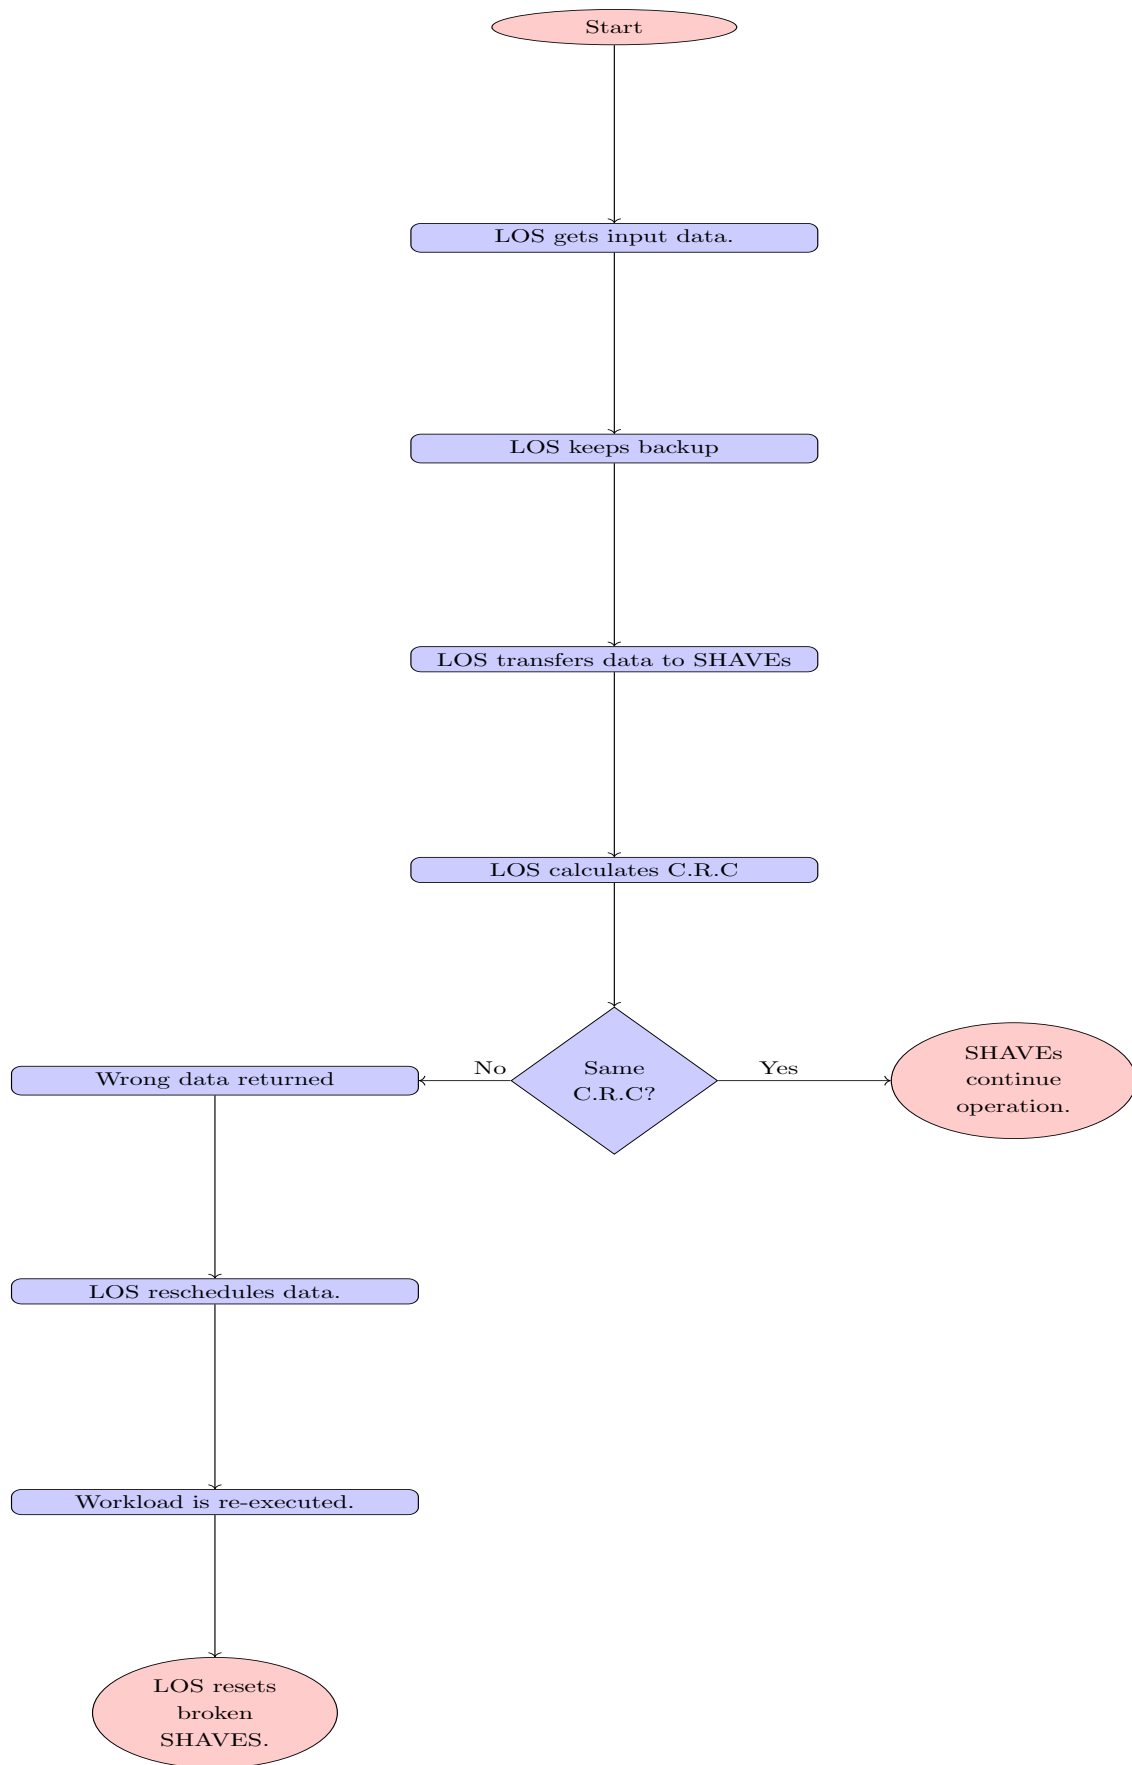 Start
LOS gets input data.
LOS keeps backup
LOS transfers data to SHAVEs
LOS calculates C.R.C
Same
C.R.C?
No
Yes
Wrong data returned
SHAVEs
continue
operation.
LOS reschedules data.
Workload is re-executed.
LOS resets
broken
SHAVES.